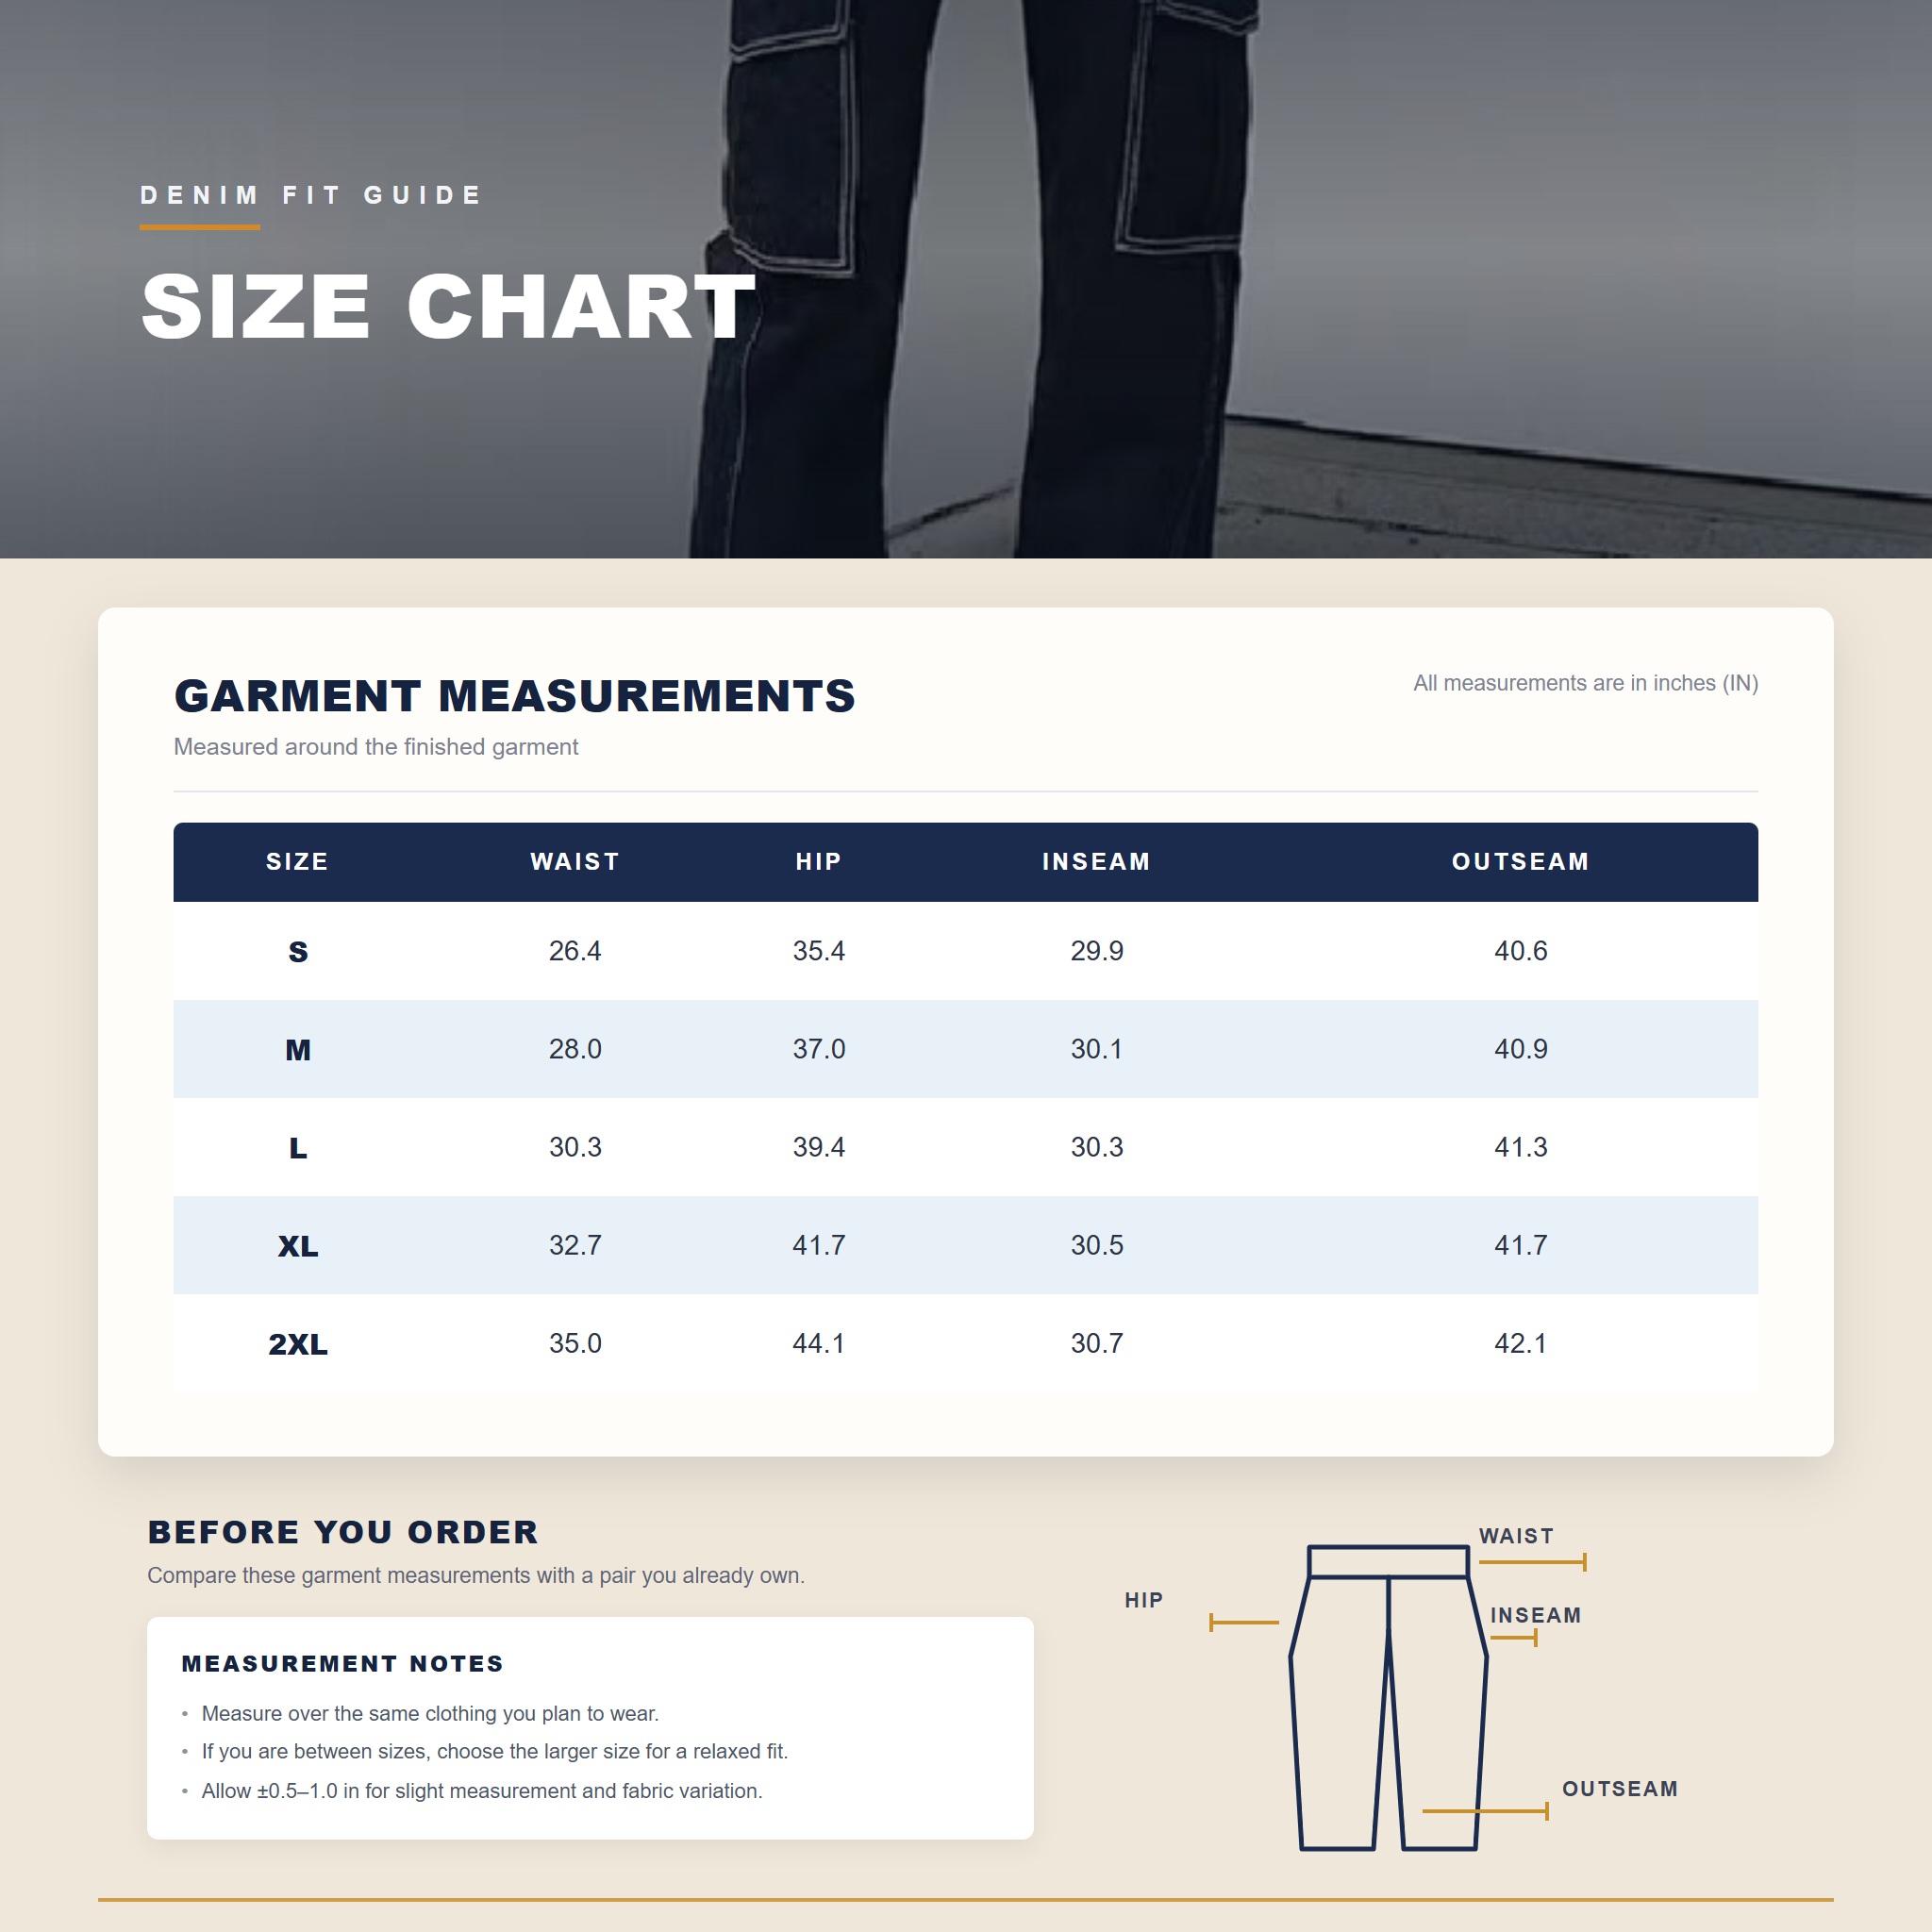 DENIM FIT GUIDE
SIZE CHART
GARMENT MEASUREMENTS
All measurements are in inches (IN)
Measured around the finished garment
SIZE WAIST HIP INSEAM OUTSEAM
S 26.4 35.4 29.9 40.6
M 28.0 37.0 30.1 40.9
L 30.3 39.4 30.3 41.3
XL 32.7 41.7 30.5 41.7
2XL 35.0 44.1 30.7 42.1
BEFORE YOU ORDER
Compare these garment measurements with a pair you already own.
MEASUREMENT NOTES
• Measure over the same clothing you plan to wear.
• If you are between sizes, choose the larger size for a relaxed fit.
• Allow ±0.5–1.0 in for slight measurement and fabric variation.
WAIST
HIP
INSEAM
OUTSEAM